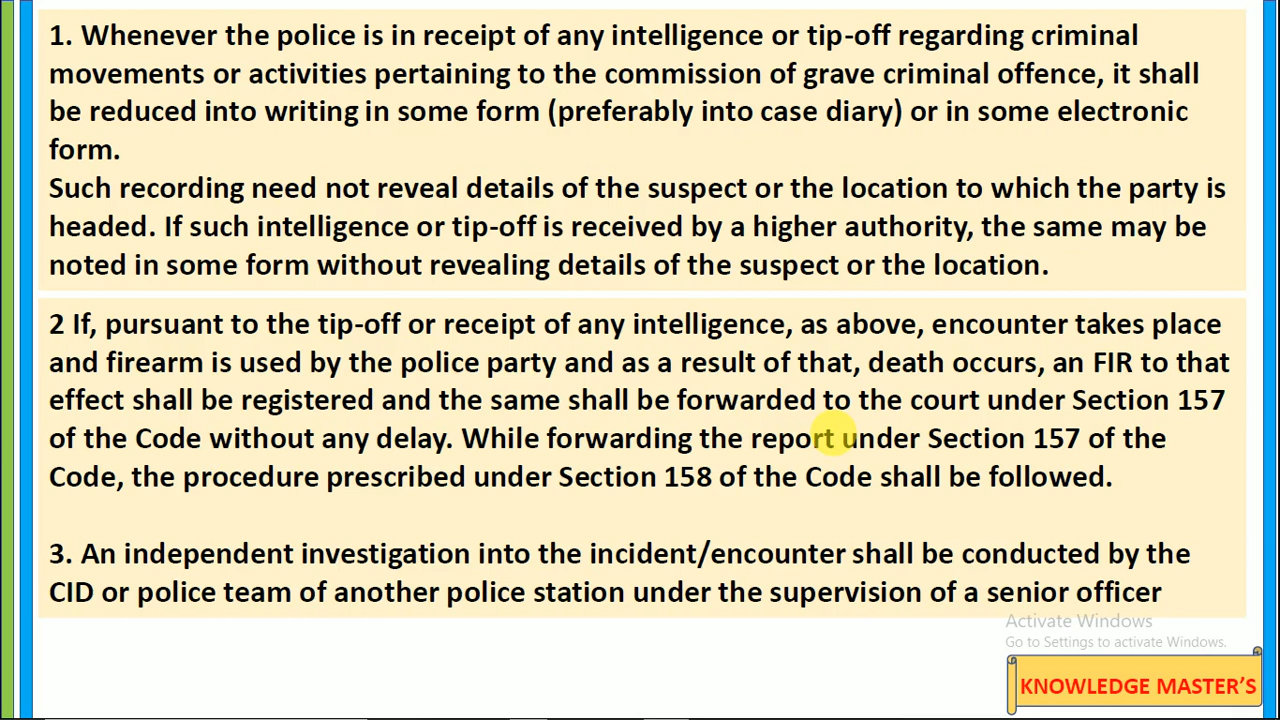 1. Whenever the police is in receipt of any intelligence or tip-off regarding criminal
movements or activities pertaining to the commission of grave criminal offence, it shall
be reduced into writing in some form (preferably into case diary) or in some electronic
form.
Such recording need not reveal details of the suspect or the location to which the party is
headed. If such intelligence or tip-off is received by a higher authority, the same may be
noted in some form without revealing details of the suspect or the location.
2 If, pursuant to the tip-off or receipt of any intelligence, as above, encounter takes place
and firearm is used by the police party and as a result of that, death occurs, an FIR to that
effect shall be registered and the same shall be forwarded to the court under Section 157
of the Code without any delay. While forwarding the report under Section 157 of the
Code, the procedure prescribed under Section 158 of the Code shall be followed.
3. An independent investigation into the incident/encounter shall be conducted by the
CID or police team of another police station under the supervision of a senior officer
Activate Windows
Go to Settings to activate Windows.
KNOWLEDGE MASTER'S